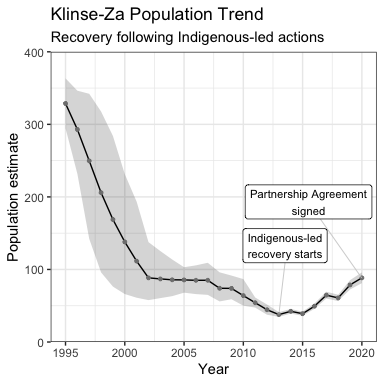 Klinse-Za Population Trend
Recovery following Indigenous-led actions
Population estimate
400
300
200
100
0
Partnership Agreement
signed
Indigenous-led
recovery starts
1995
2000
2005
2010
2015
2020
Year